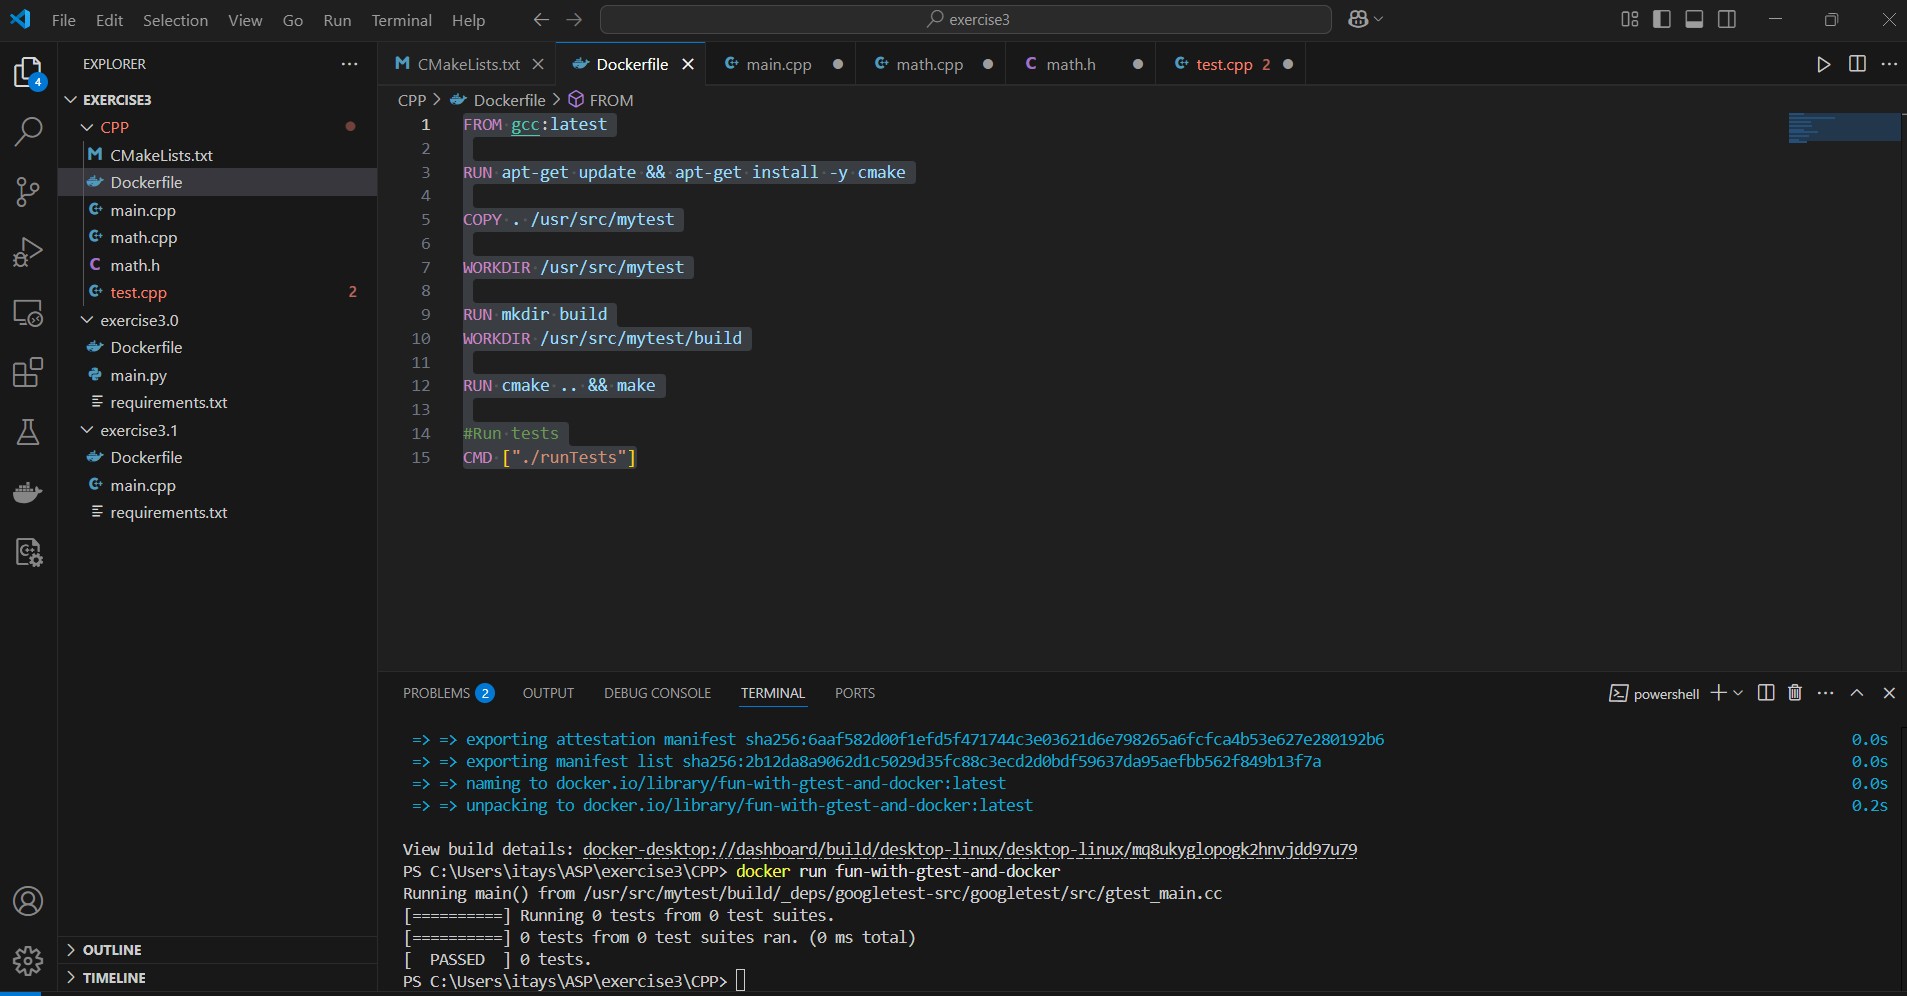 File Edit Selection View Go Run Terminal Help
exercise3
EXPLORER
4
EXERCISE3
CPP
CMakeLists.txt
Dockerfile
main.cpp
math.cpp
math.h
test.cpp 2
exercise3.0
Dockerfile
main.py
requirements.txt
exercise3.1
Dockerfile
main.cpp
requirements.txt
OUTLINE
TIMELINE
CMakeLists.txt Dockerfile main.cpp math.cpp math.h test.cpp 2
CPP > Dockerfile > FROM
1 FROM gcc:latest
2
3 RUN apt-get update && apt-get install -y cmake
4
5 COPY . /usr/src/mytest
6
7 WORKDIR /usr/src/mytest
8
9 RUN mkdir build
10 WORKDIR /usr/src/mytest/build
11
12 RUN cmake .. && make
13
14 #Run tests
15 CMD ["./runTests"]
PROBLEMS 2 OUTPUT DEBUG CONSOLE TERMINAL PORTS
powershell
=> => exporting attestation manifest sha256:6aaf582d00f1efd5f471744c3e03621d6e798265a6fcfca4b53e627e280192b6 0.0s
=> => exporting manifest list sha256:2b12da8a9062d1c5029d35fc88c3ecd2d0bdf59637da95aefbb562f849b13f7a 0.0s
=> => naming to docker.io/library/fun-with-gtest-and-docker:latest 0.0s
=> => unpacking to docker.io/library/fun-with-gtest-and-docker:latest 0.2s
View build details: docker-desktop://dashboard/build/desktop-linux/desktop-linux/mq8ukyglopogk2hnvjdd97u79
PS C:\Users\itays\ASP\exercise3\CPP> docker run fun-with-gtest-and-docker
Running main() from /usr/src/mytest/build/_deps/googletest-src/googletest/src/gtest_main.cc
[==========] Running 0 tests from 0 test suites.
[==========] 0 tests from 0 test suites ran. (0 ms total)
[  PASSED  ] 0 tests.
PS C:\Users\itays\ASP\exercise3\CPP>